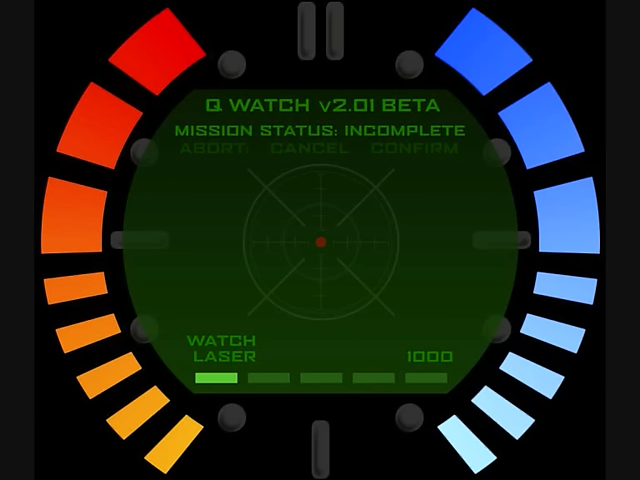 Q WATCH v2.01 BETA
MISSION STATUS: INCOMPLETE
ABORT: CANCEL CONFIRM
WATCH
LASER 1000